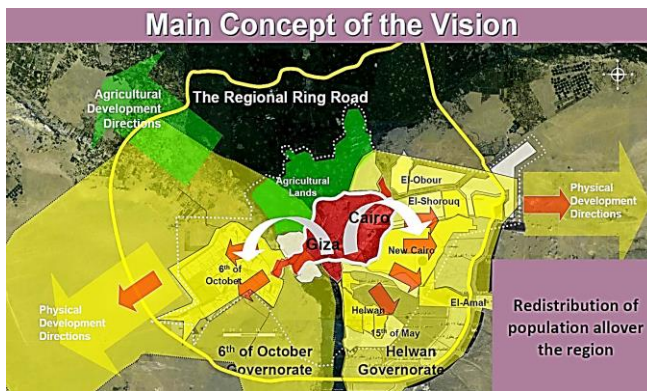 Main Concept of the Vision
Agricultural
Development
Directions
The Regional Ring Road
Agricultural
Lands
El-Obour
El-Shorouq
Physical
Development
Directions
Cairo
Giza
New Cairo
6th of
October
El-Amal
Helwan
15th of May
Physical
Development
Directions
6th of October
Governorate
Helwan
Governorate
Redistribution of
population allover
the region